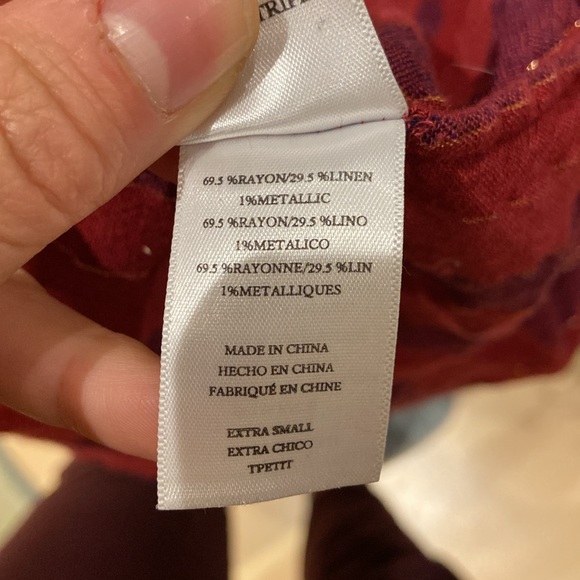 69.5 %RAYON/29.5 %LINEN
1%METALLIC
69.5 %RAYON/29.5 %LINO
1%METALICO
69.5 %RAYONNE/29.5 %LIN
1%METALLIQUES
MADE IN CHINA
HECHO EN CHINA
FABRIQUÉ EN CHINE
EXTRA SMALL
EXTRA CHICO
TPETIT